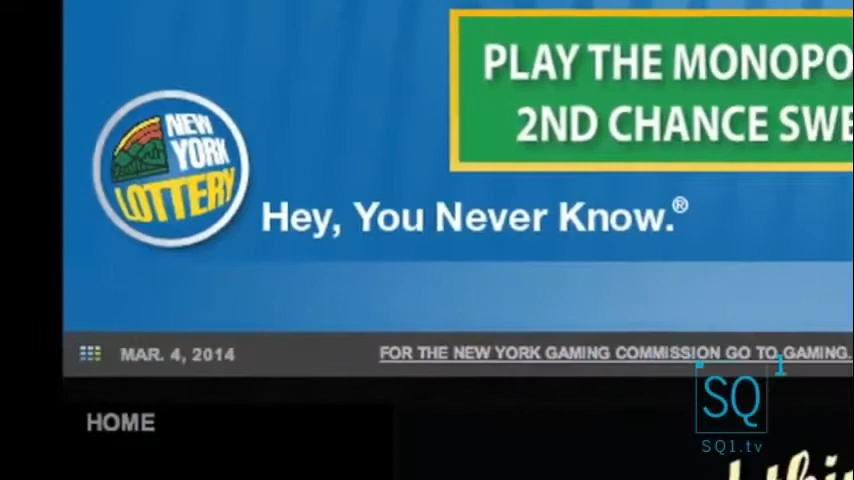 PLAY THE MONOPO
2ND CHANCE SWE
NEW
YORK
LOTTERY
Hey, You Never Know.®
MAR. 4, 2014
FOR THE NEW YORK GAMING COMMISSION GO TO GAMING.
HOME
SQ1
SQ1.tv